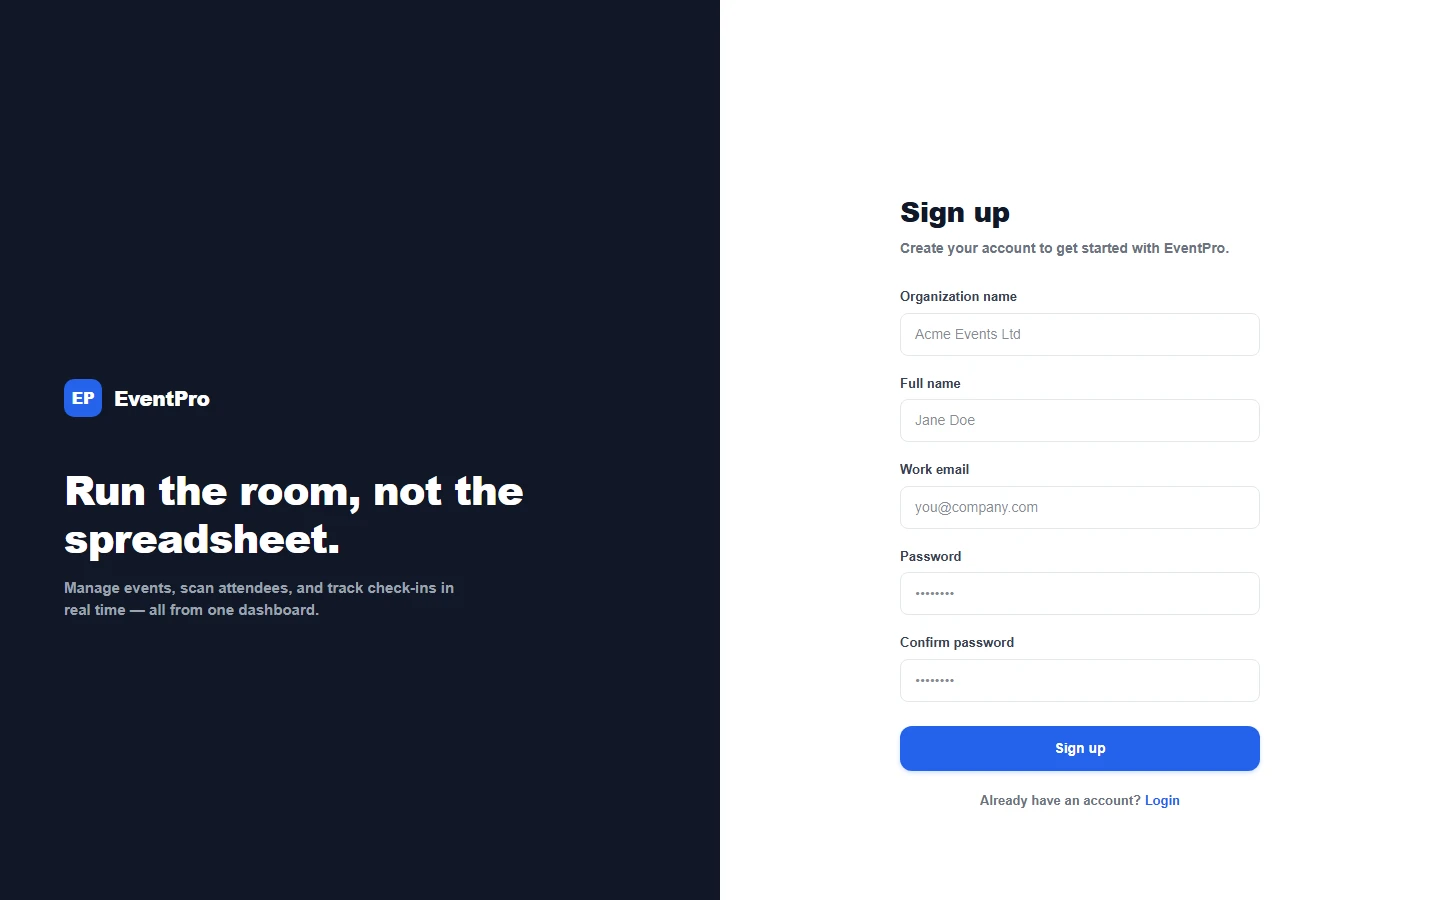 EP EventPro
Run the room, not the
spreadsheet.
Manage events, scan attendees, and track check-ins in
real time — all from one dashboard.
Sign up
Create your account to get started with EventPro.
Organization name
Acme Events Ltd
Full name
Jane Doe
Work email
you@company.com
Password
••••••••
Confirm password
••••••••
Sign up
Already have an account? Login